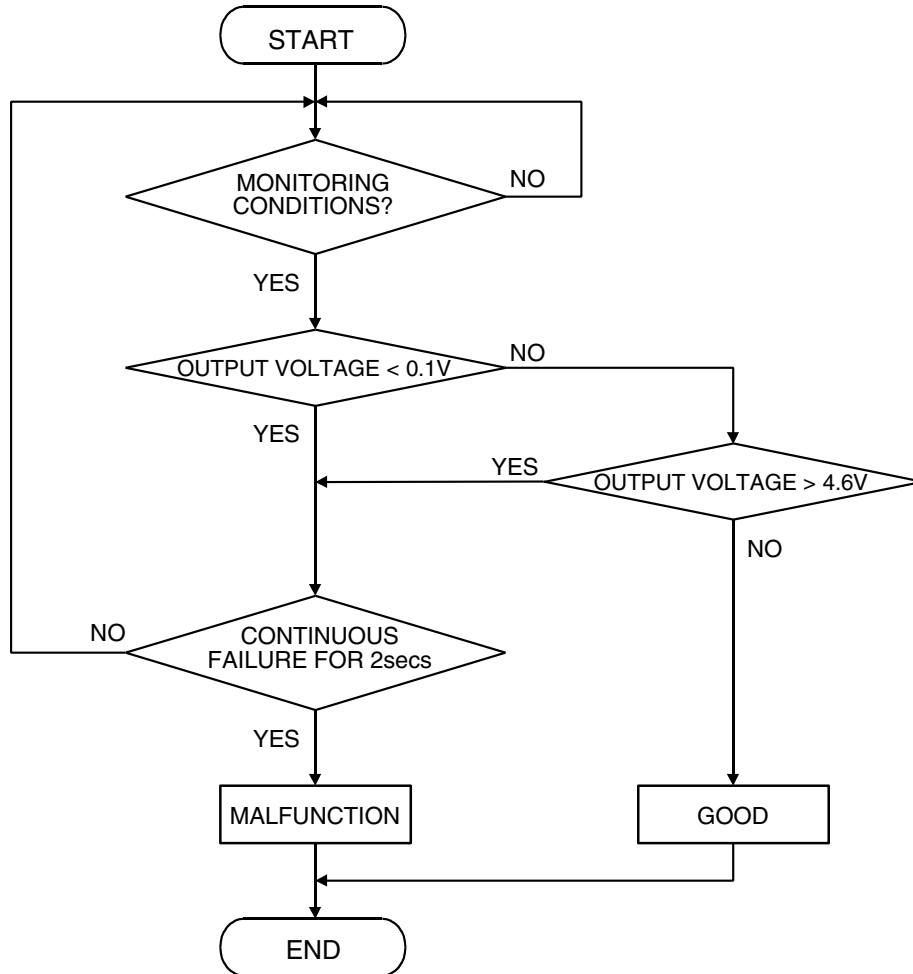 START
MONITORING
CONDITIONS?
NO
YES
OUTPUT VOLTAGE < 0.1V
NO
YES
YES
OUTPUT VOLTAGE > 4.6V
NO
NO
CONTINUOUS
FAILURE FOR 2secs
YES
MALFUNCTION
GOOD
END